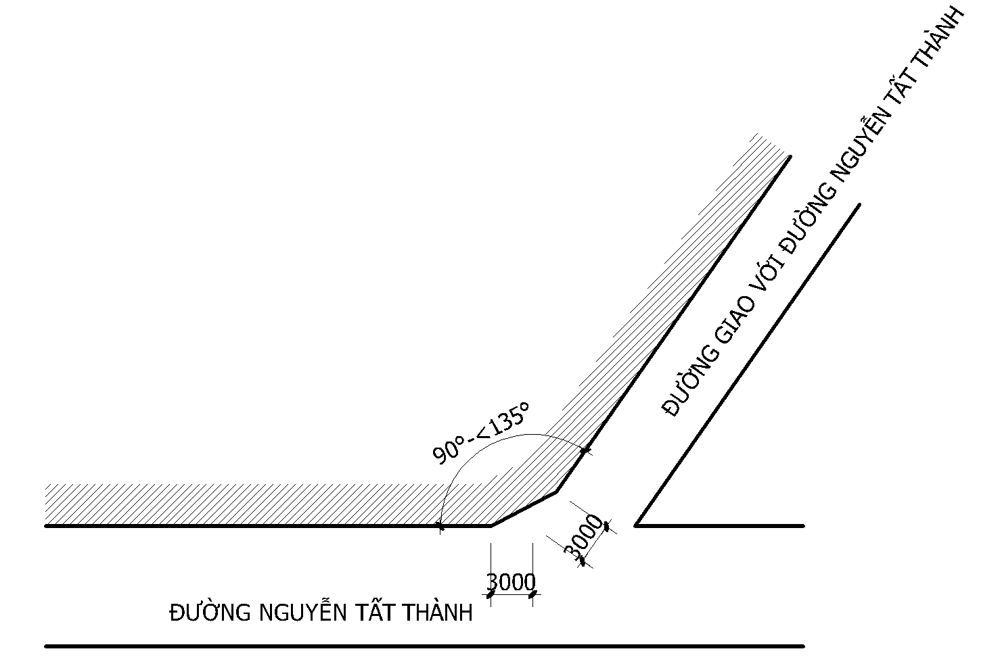 ĐƯỜNG GIAO VỚI ĐƯỜNG NGUYỄN TẤT THÀNH
90°-<135°
3000
3000
ĐƯỜNG NGUYỄN TẤT THÀNH